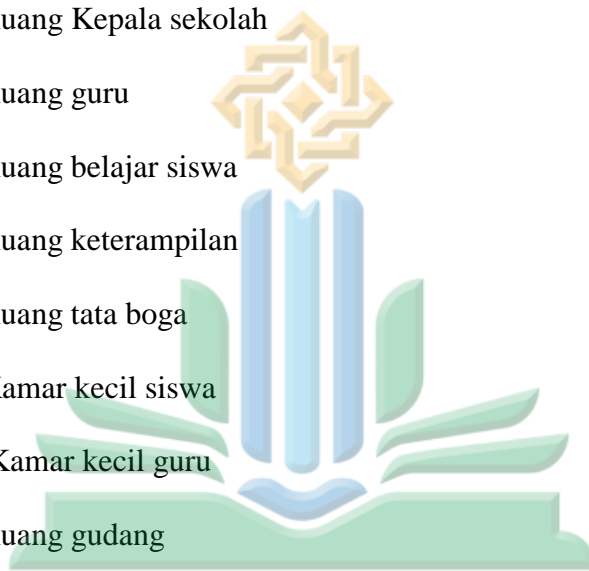 uang Kepala sekolah
uang guru
uang belajar siswa
uang keterampilan
uang tata boga
Kamar kecil siswa
Kamar kecil guru
uang gudang